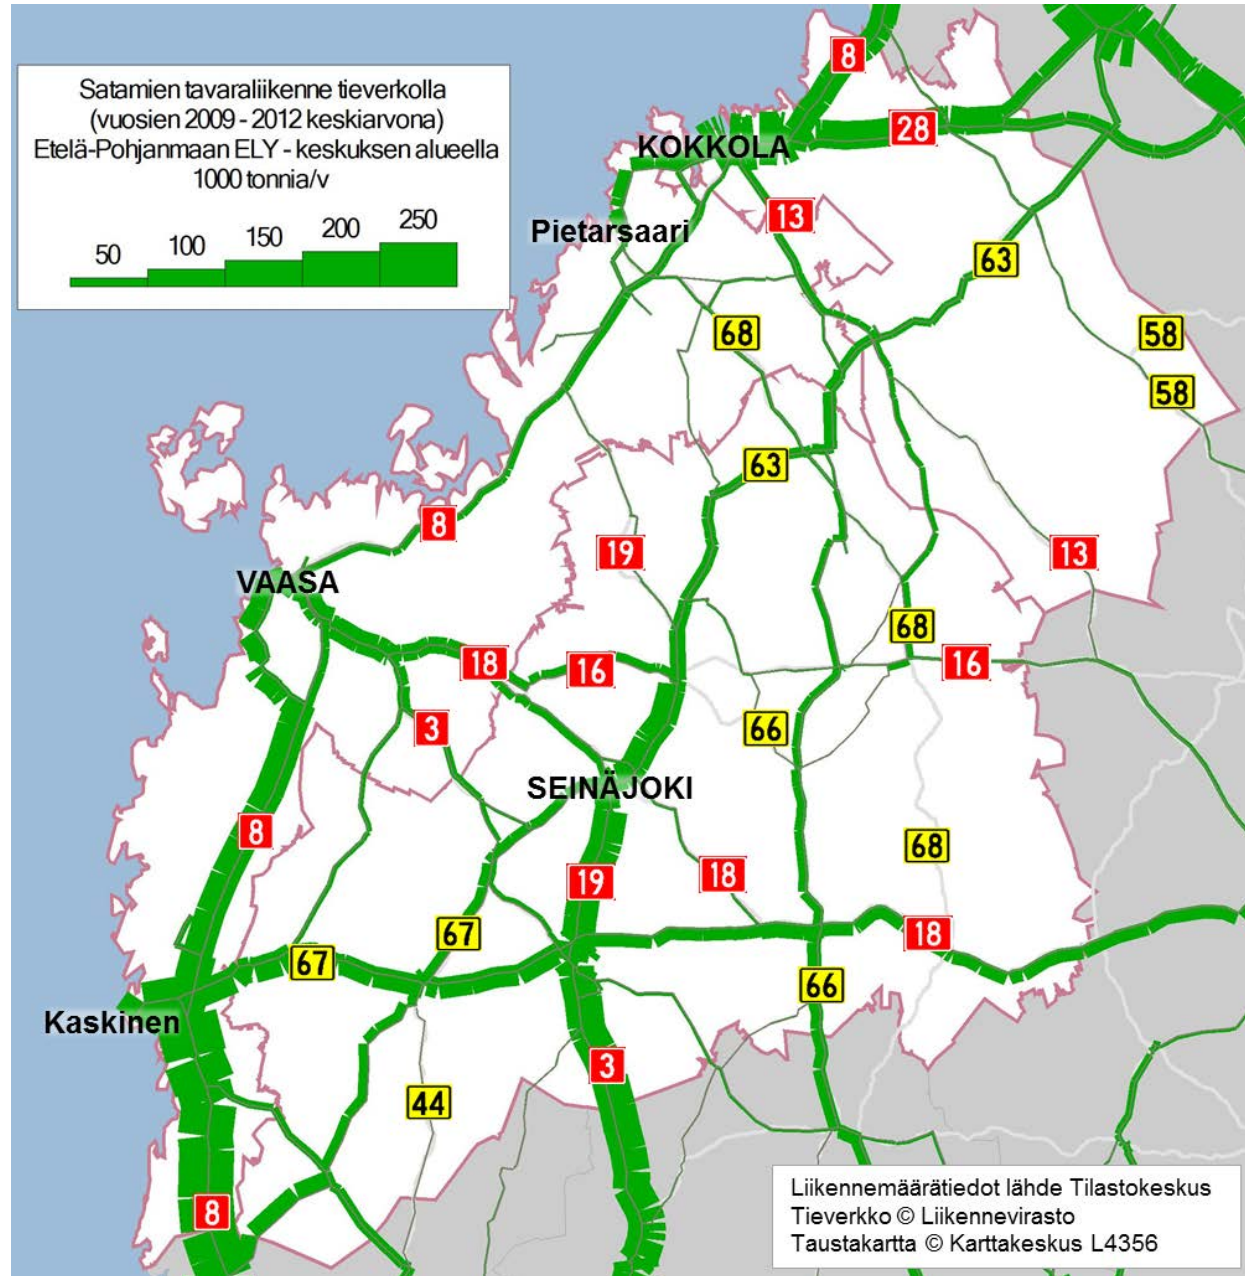 Satamien tavaraliikenne tieverkolla
(vuosien 2009 - 2012 keskiarvona)
Etelä-Pohjanmaan ELY - keskuksen alueella
1000 tonnia/v
50 100 150 200 250
8
28
KOKKOLA
13
Pietarsaari
63
68
58
58
63
8
19
13
VAASA
68
18
16
16
3
66
SEINÄJOKI
8
68
19
18
67
67
18
66
Kaskinen
3
44
8
Liikennemäärätiedot lähde Tilastokeskus
Tieverkko © Liikennevirasto
Taustakartta © Karttakeskus L4356